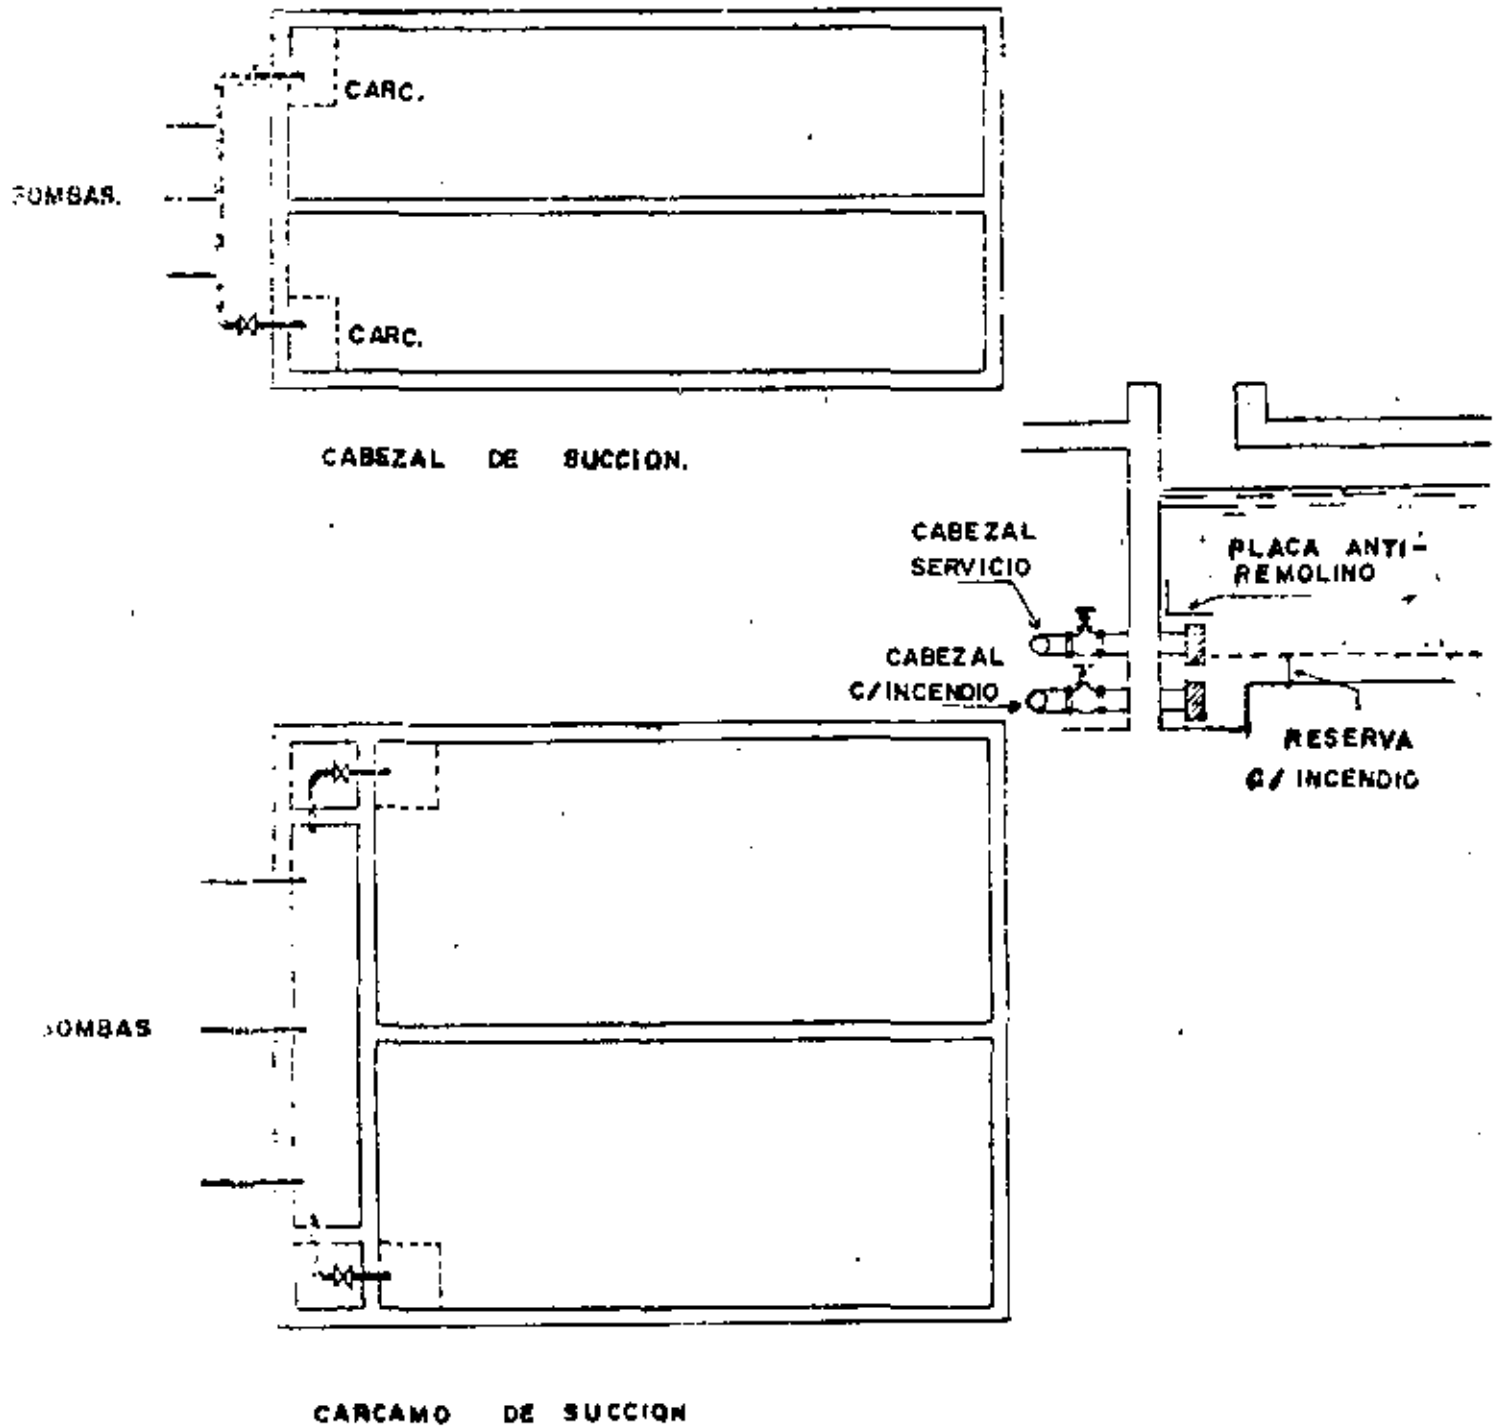 CARC.
BOMBAS.
CARC.
CABEZAL DE SUCCION.
CABEZAL
SERVICIO
PLACA ANTI-
REMOLINO
CABEZAL
C/INCENDIO
RESERVA
C/ INCENDIO
BOMBAS
CARCAMO DE SUCCION